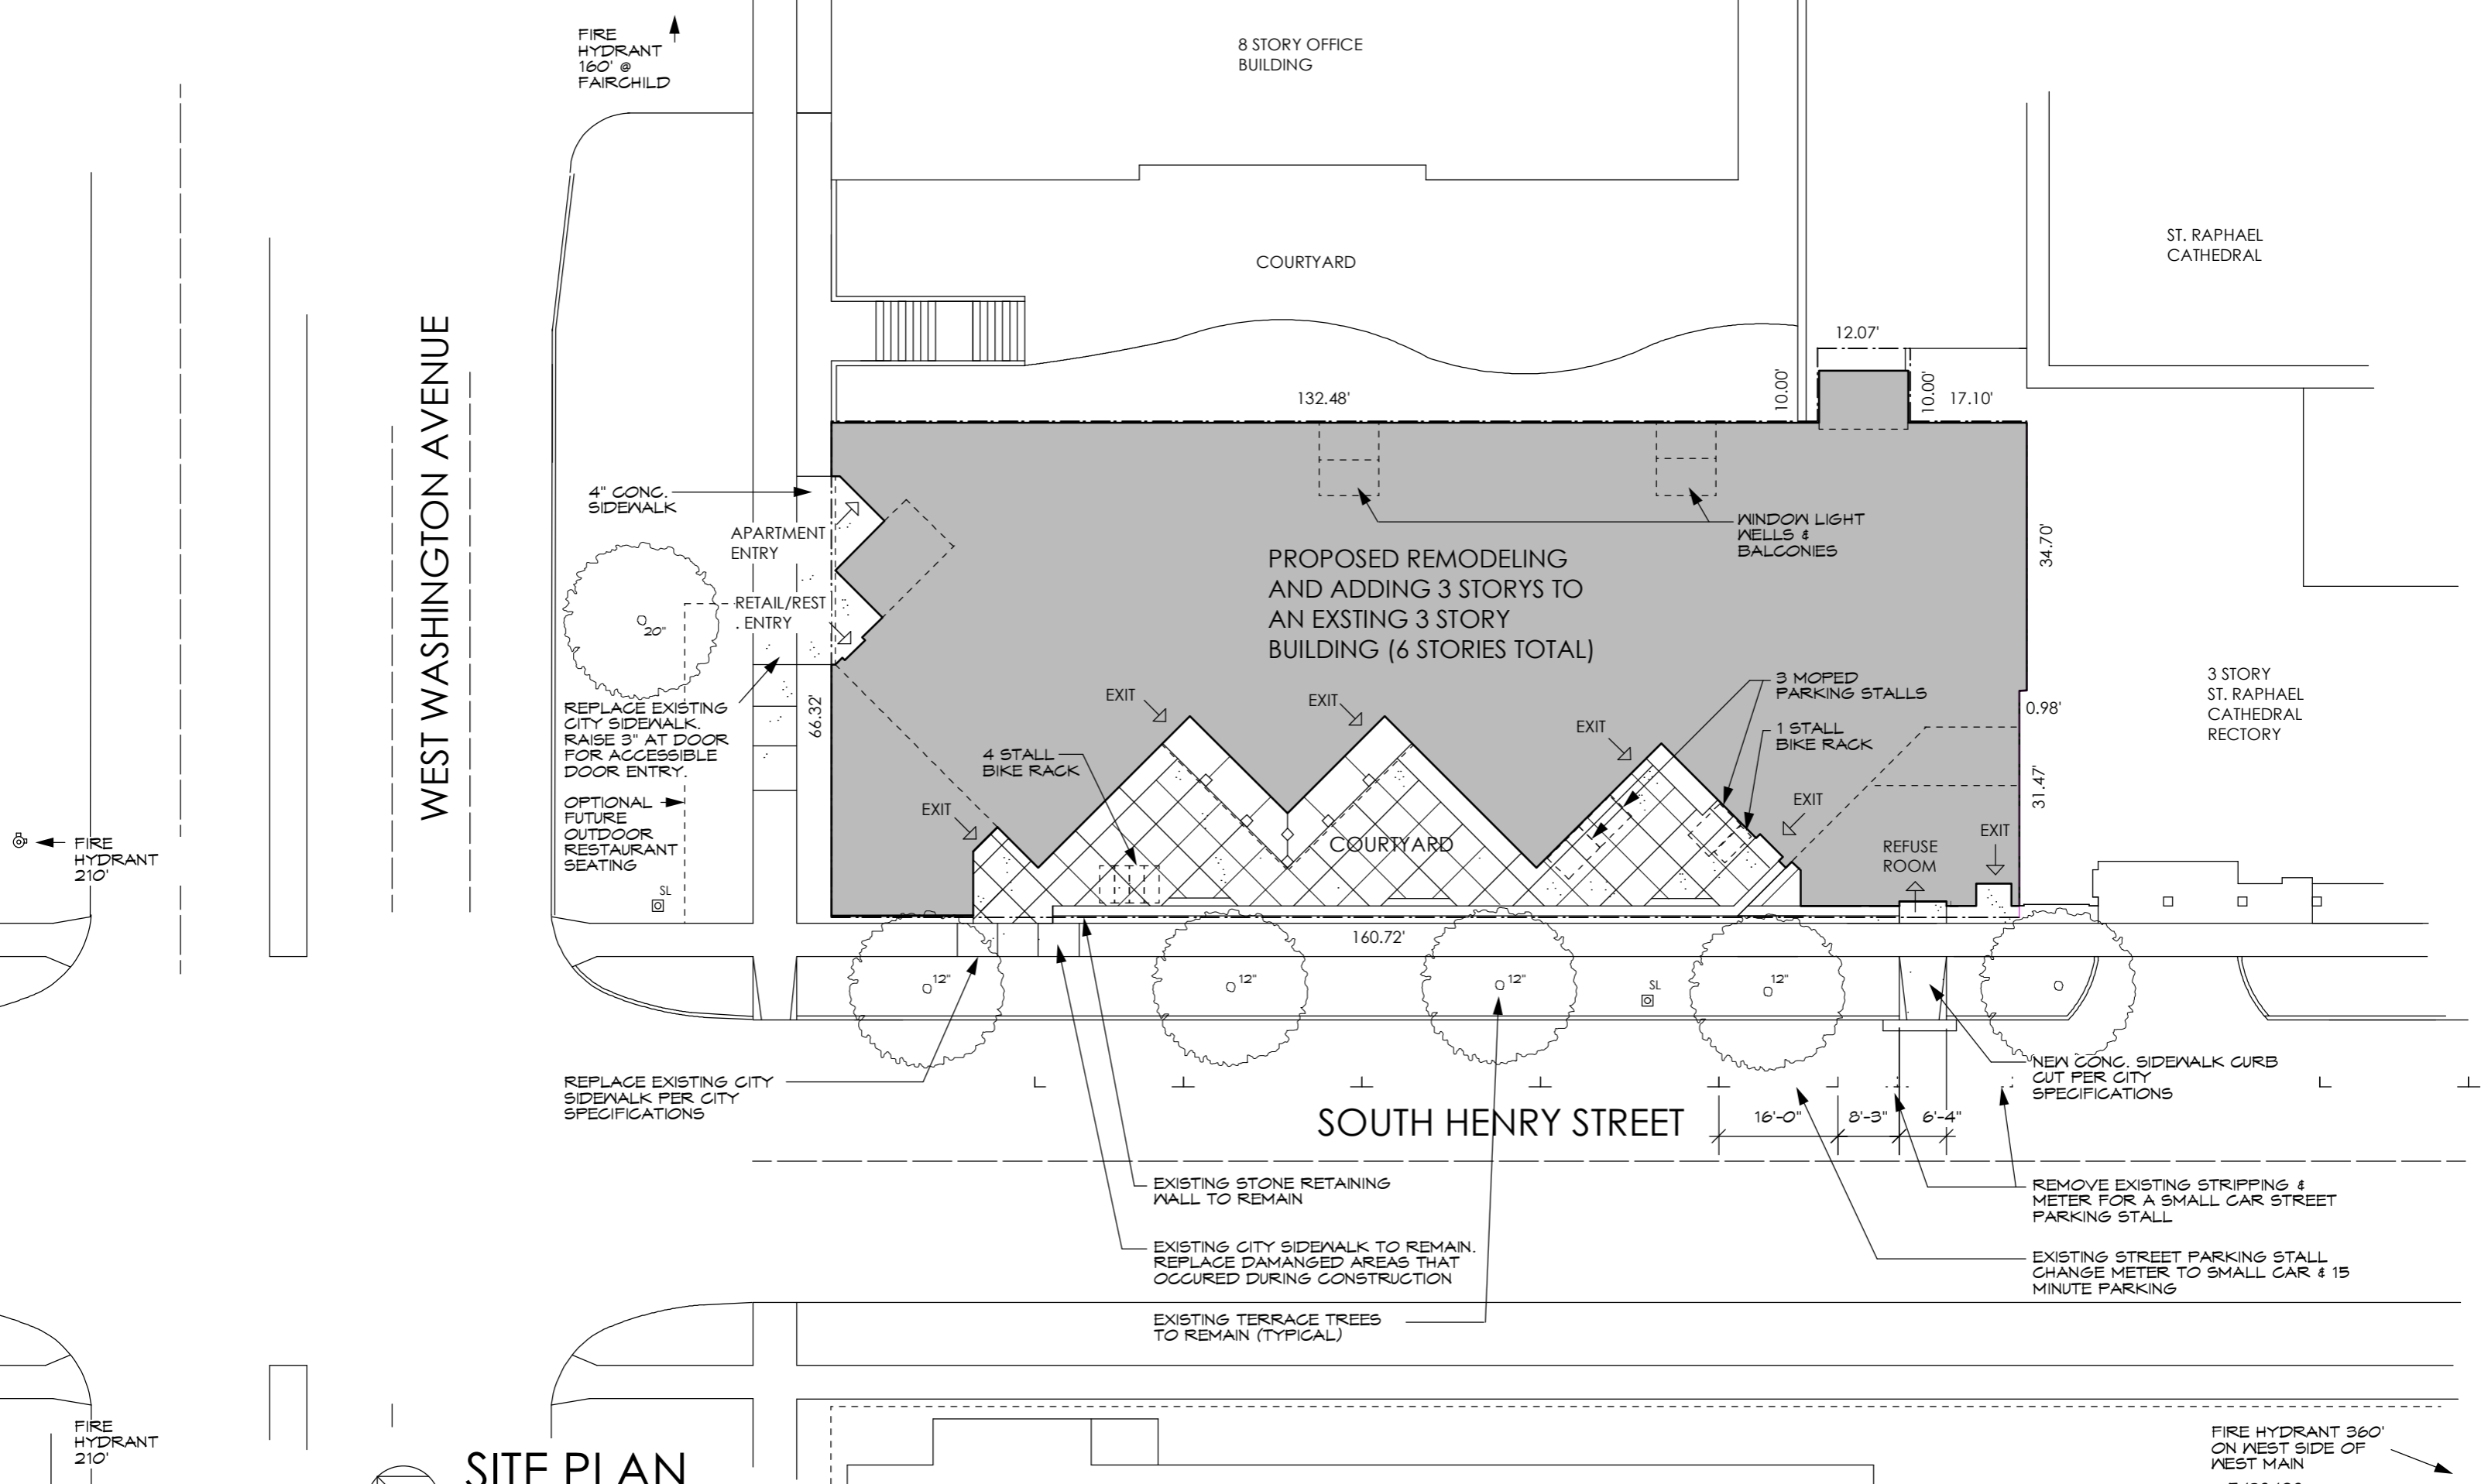 FIRE
HYDRANT
160' @
FAIRCHILD
8 STORY OFFICE
BUILDING
COURTYARD
ST. RAPHAEL
CATHEDRAL
WEST WASHINGTON AVENUE
12.07'
10.00'
10.00'
17.10'
132.48'
4" CONC.
SIDEWALK
APARTMENT
ENTRY
RETAIL/REST
. ENTRY
20"
WINDOW LIGHT
WELLS &
BALCONIES
34.70'
PROPOSED REMODELING
AND ADDING 3 STORYS TO
AN EXSTING 3 STORY
BUILDING (6 STORIES TOTAL)
REPLACE EXISTING
CITY SIDEWALK.
RAISE 3" AT DOOR
FOR ACCESSIBLE
DOOR ENTRY.
66.32'
EXIT
EXIT
EXIT
3 MOPED
PARKING STALLS
1 STALL
BIKE RACK
4 STALL
BIKE RACK
0.98'
3 STORY
ST. RAPHAEL
CATHEDRAL
RECTORY
31.47'
OPTIONAL
FUTURE
OUTDOOR
RESTAURANT
SEATING
EXIT
COURTYARD
EXIT
REFUSE
ROOM
EXIT
FIRE
HYDRANT
210'
SL
160.72'
12"
12"
12"
12"
SL
REPLACE EXISTING CITY
SIDEWALK PER CITY
SPECIFICATIONS
NEW CONC. SIDEWALK CURB
CUT PER CITY
SPECIFICATIONS
SOUTH HENRY STREET
16'-0"
8'-3"
6'-4"
EXISTING STONE RETAINING
WALL TO REMAIN
REMOVE EXISTING STRIPPING &
METER FOR A SMALL CAR STREET
PARKING STALL
EXISTING CITY SIDEWALK TO REMAIN.
REPLACE DAMANGED AREAS THAT
OCCURED DURING CONSTRUCTION
EXISTING STREET PARKING STALL
CHANGE METER TO SMALL CAR & 15
MINUTE PARKING
EXISTING TERRACE TREES
TO REMAIN (TYPICAL)
FIRE
HYDRANT
210'
SITE PLAN
FIRE HYDRANT 360'
ON WEST SIDE OF
WEST MAIN